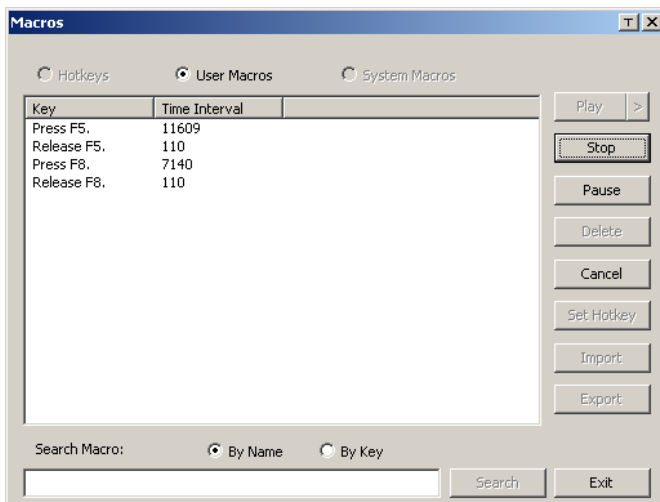 Macros
Hotkeys User Macros System Macros
Key Time Interval
Press F5. 11609
Release F5. 110
Press F8. 7140
Release F8. 110
Play >
Stop
Pause
Delete
Cancel
Set Hotkey
Import
Export
Search Macro: By Name By Key
Search Exit